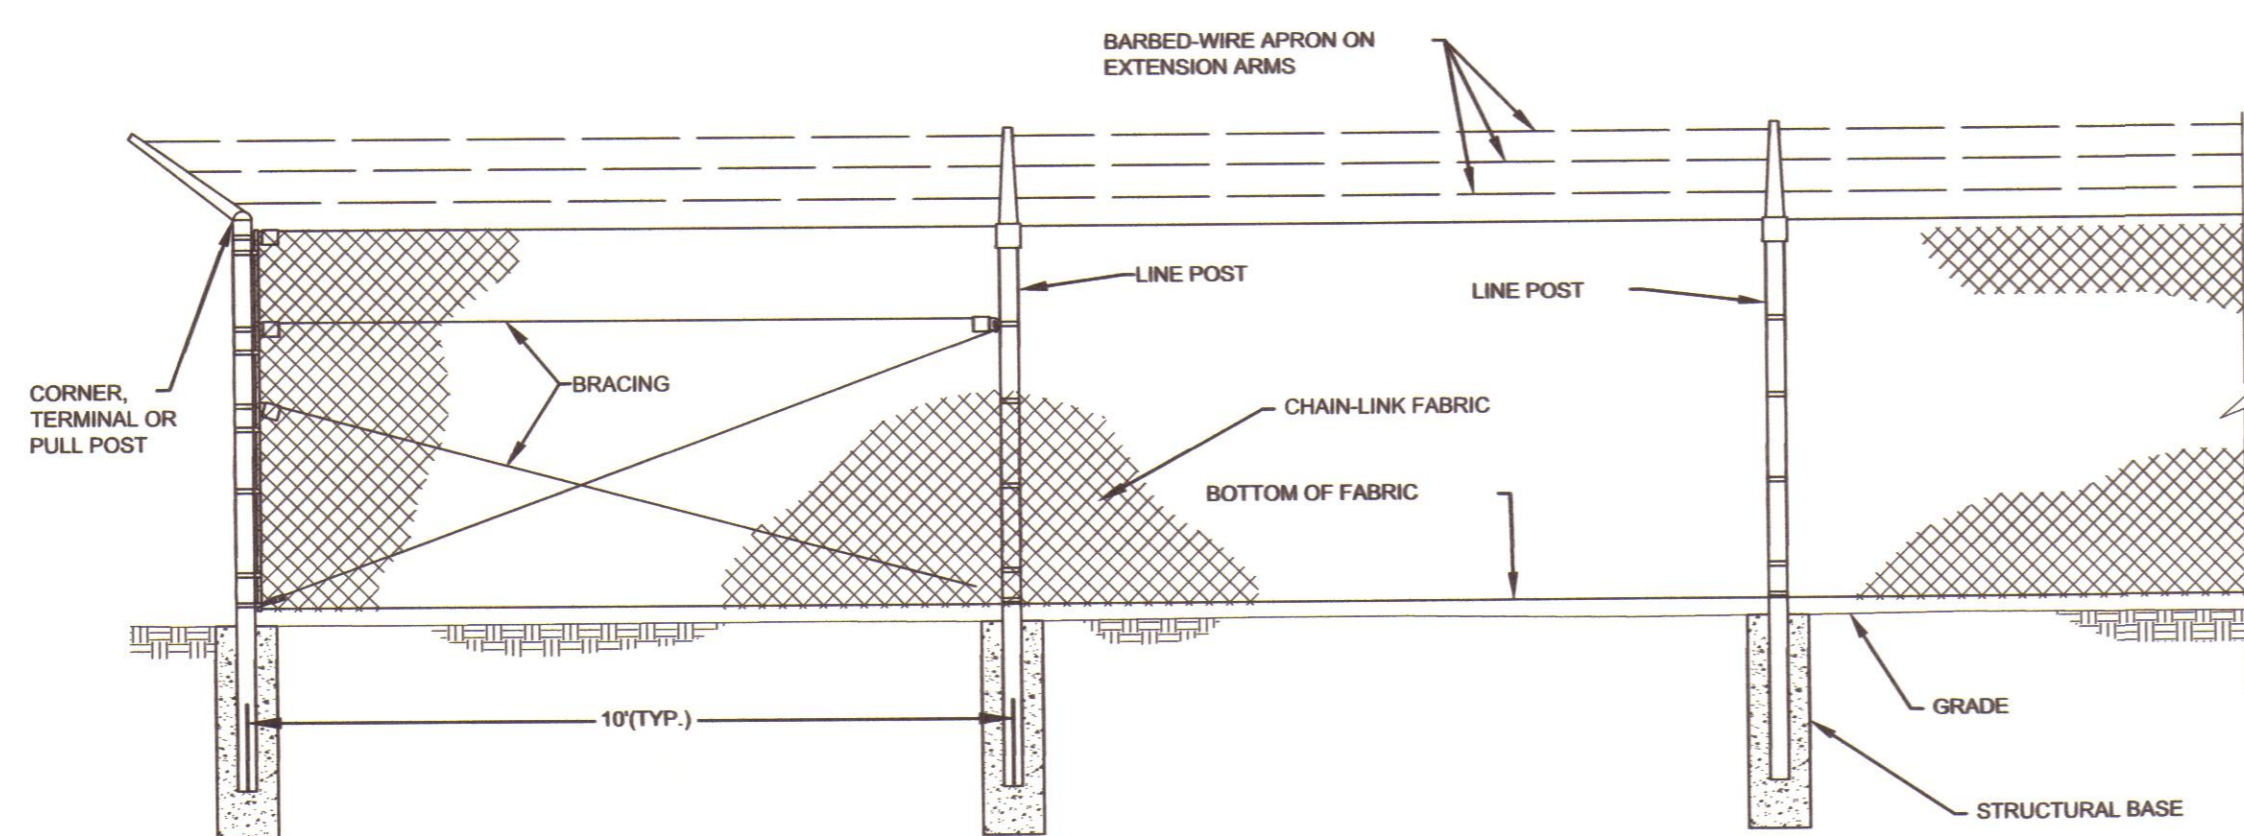 BARBED-WIRE APRON ON
EXTENSION ARMS
LINE POST
LINE POST
CORNER,
TERMINAL OR
PULL POST
BRACING
CHAIN-LINK FABRIC
BOTTOM OF FABRIC
10'(TYP.)
GRADE
STRUCTURAL BASE